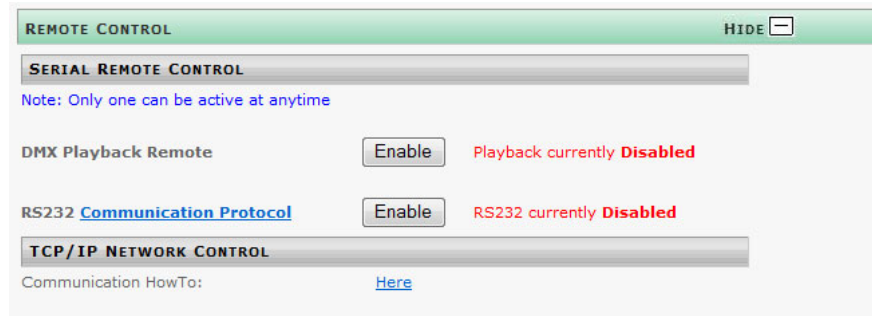 REMOTE CONTROL HIDE
SERIAL REMOTE CONTROL
Note: Only one can be active at anytime
DMX Playback Remote Enable Playback currently Disabled
RS232 Communication Protocol Enable RS232 currently Disabled
TCP/IP NETWORK CONTROL
Communication HowTo: Here